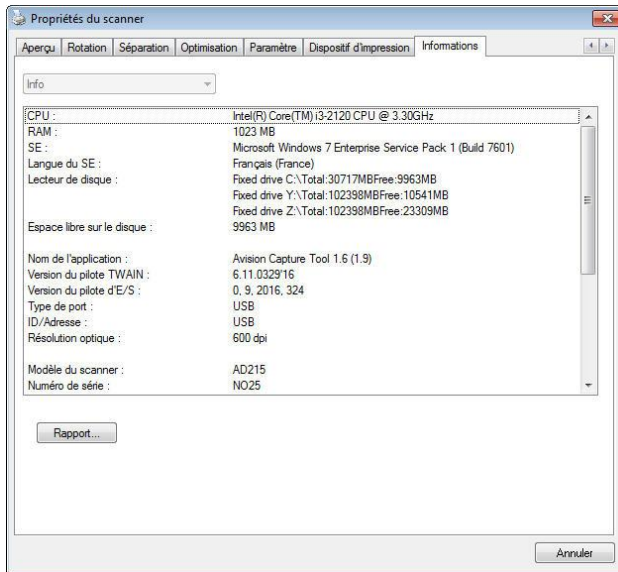 Propriétés du scanner
Aperçu Rotation Séparation Optimisation Paramètre Dispositif d'impression Informations
Info
CPU : Intel(R) Core(TM) i3-2120 CPU @ 3.30GHz
RAM : 1023 MB
SE : Microsoft Windows 7 Enterprise Service Pack 1 (Build 7601)
Langue du SE : Français (France)
Lecteur de disque : Fixed drive C:\Total:30717MBFree:9963MB
Fixed drive Y:\Total:102398MBFree:10541MB
Fixed drive Z:\Total:102398MBFree:23309MB
Espace libre sur le disque : 9963 MB
Nom de l'application : Avision Capture Tool 1.6 (1.9)
Version du pilote TWAIN : 6.11.0329'16
Version du pilote d'E/S : 0, 9, 2016, 324
Type de port : USB
ID/Adresse : USB
Résolution optique : 600 dpi
Modèle du scanner : AD215
Numéro de série : NO25
Rapport...
Annuler